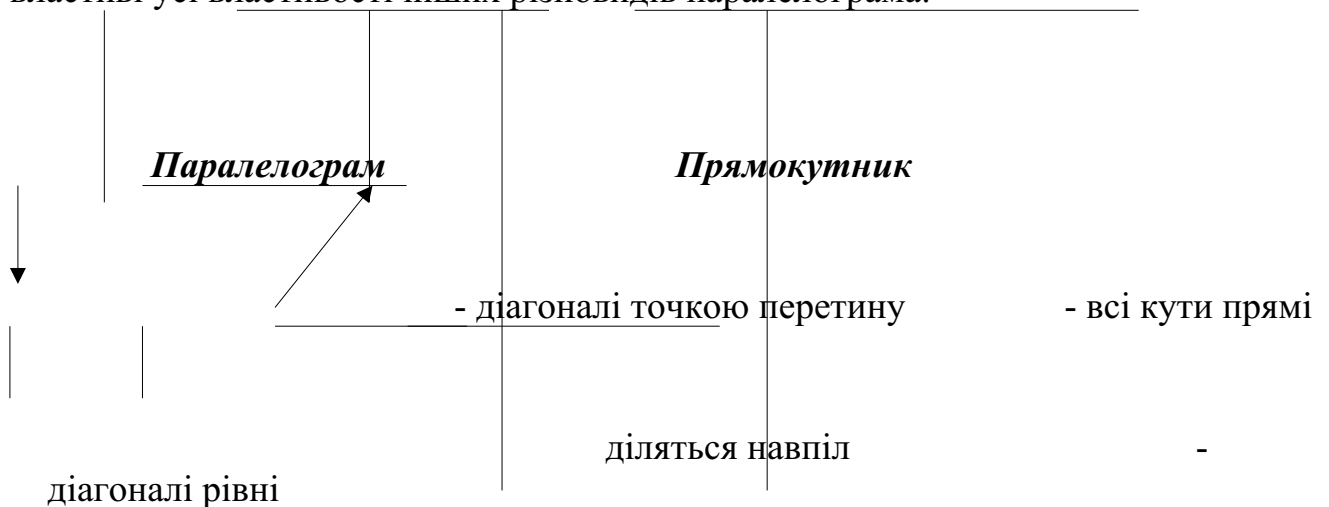 властиві усі властивості інших різновидів паралелограма.
Паралелограм Прямокутник
- діагоналі точкою перетину - всі кути прямі
діляться навпіл -
діагоналі рівні